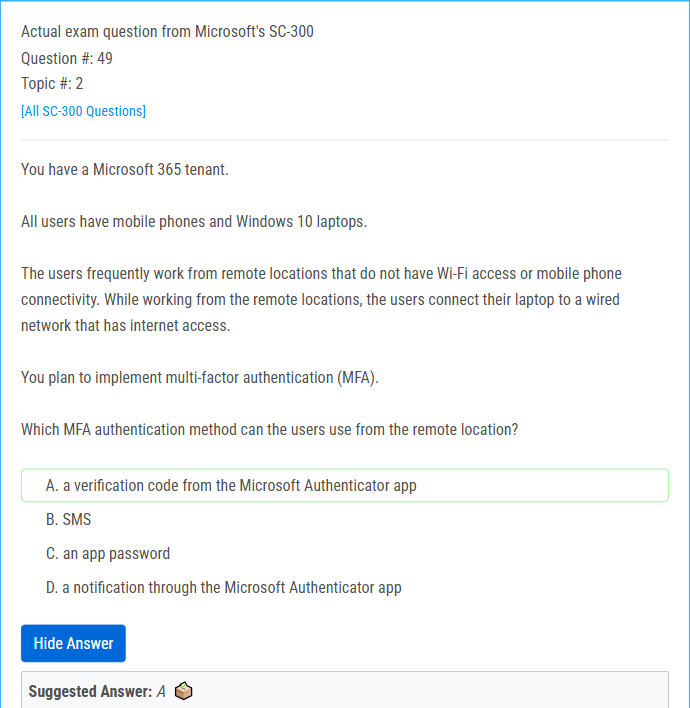 Actual exam question from Microsoft's SC-300
Question #: 49
Topic #: 2
[All SC-300 Questions]
You have a Microsoft 365 tenant.
All users have mobile phones and Windows 10 laptops.
The users frequently work from remote locations that do not have Wi-Fi access or mobile phone
connectivity. While working from the remote locations, the users connect their laptop to a wired
network that has internet access.
You plan to implement multi-factor authentication (MFA).
Which MFA authentication method can the users use from the remote location?
A. a verification code from the Microsoft Authenticator app
B. SMS
C. an app password
D. a notification through the Microsoft Authenticator app
Hide Answer
Suggested Answer: A